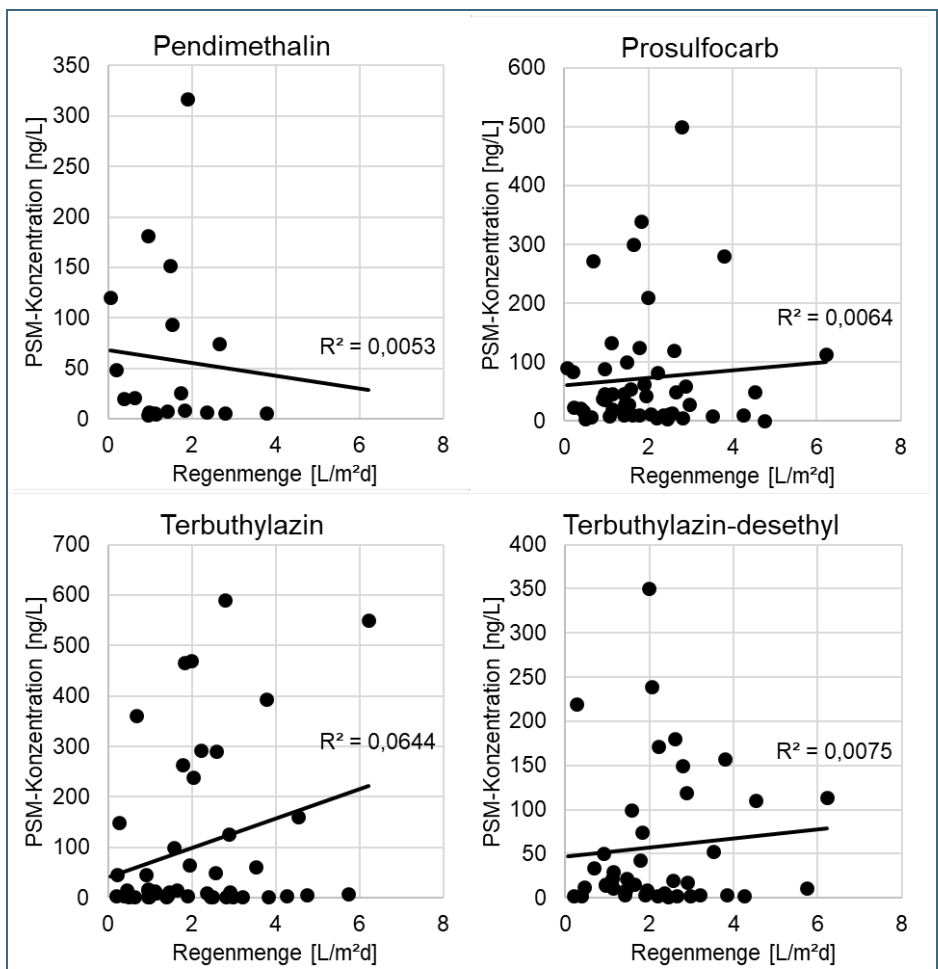 Pendimethalin
350
300
250
200
150
100
50
0
PSM-Konzentration [ng/L]
R² = 0,0053
0 2 4 6 8
Regenmenge [L/m²d]
Prosulfocarb
600
500
400
300
200
100
0
PSM-Konzentration [ng/L]
R² = 0,0064
0 2 4 6 8
Regenmenge [L/m²d]
Terbuthylazin
700
600
500
400
300
200
100
0
PSM-Konzentration [ng/L]
R² = 0,0644
0 2 4 6 8
Regenmenge [L/m²d]
Terbuthylazin-desethyl
400
350
300
250
200
150
100
50
0
PSM-Konzentration [ng/L]
R² = 0,0075
0 2 4 6 8
Regenmenge [L/m²d]